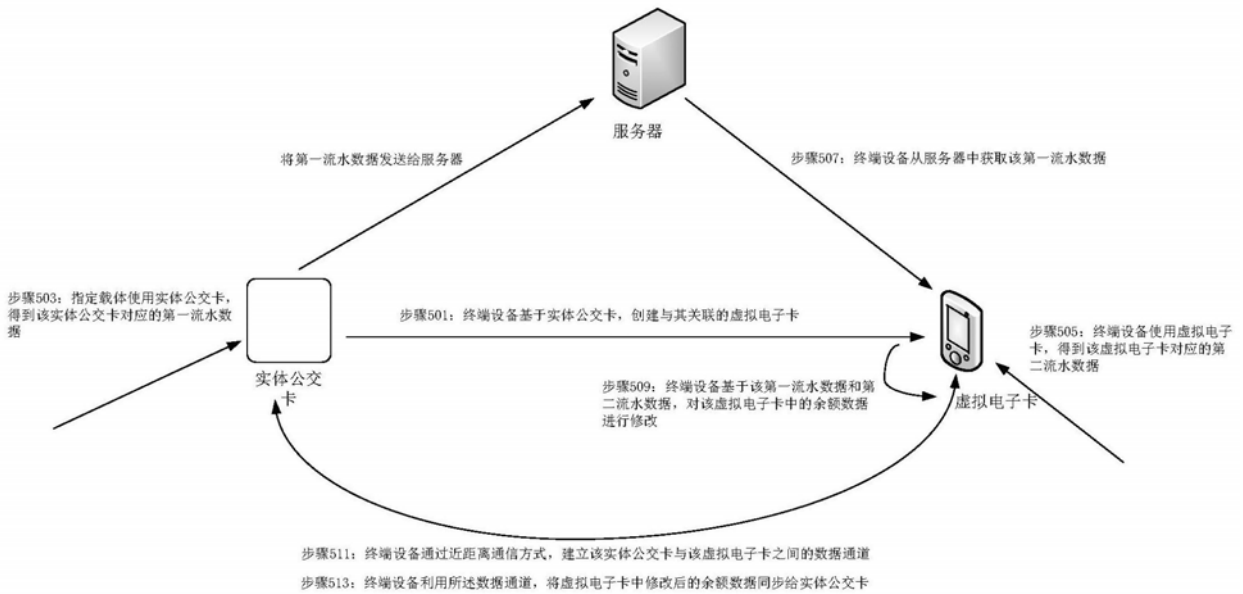 服务器
将第一流水数据发送给服务器
步骤507：终端设备从服务器中获取该第一流水数据
步骤503：指定载体使用实体公交卡，
得到该实体公交卡对应的第一流水数
据
步骤501：终端设备基于实体公交卡，创建与其关联的虚拟电子卡
步骤505：终端设备使用虚拟电子
卡，得到该虚拟电子卡对应的第
二流水数据
实体公交
卡
步骤509：终端设备基于该第一流水数据和第
二流水数据，对该虚拟电子卡中的余额数据
进行修改
虚拟电子卡
步骤511：终端设备通过近距离通信方式，建立该实体公交卡与该虚拟电子卡之间的数据通道
步骤513：终端设备利用所述数据通道，将虚拟电子卡中修改后的余额数据同步给实体公交卡